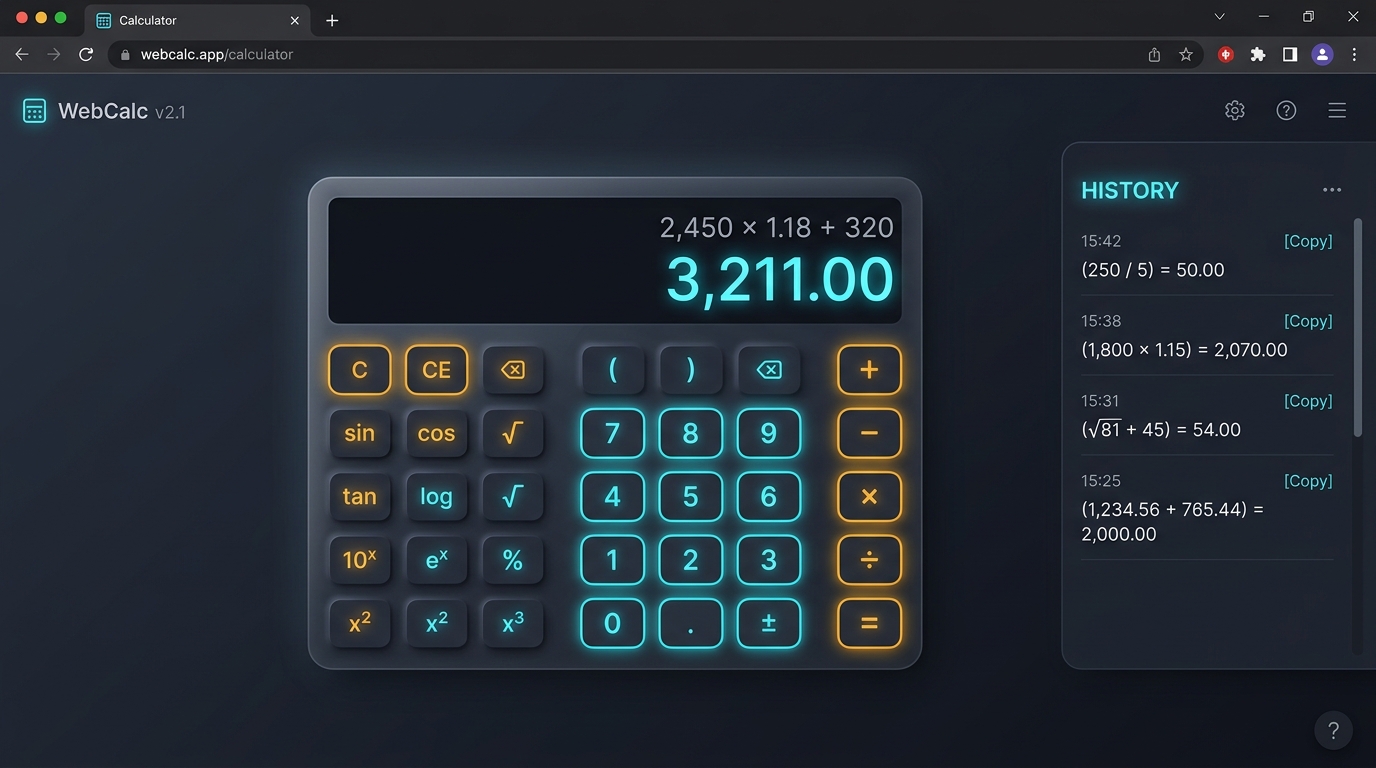 Calculator
webcalc.app/calculator
WebCalc v2.1
2,450 × 1.18 + 320
3,211.00
C CE ( ) +
sin cos √ 7 8 9 −
tan log √ 4 5 6 ×
10ˣ eˣ % 1 2 3 ÷
x² x² x³ 0 . ± =
HISTORY
15:42 [Copy]
(250 / 5) = 50.00
15:38 [Copy]
(1,800 × 1.15) = 2,070.00
15:31 [Copy]
(√81 + 45) = 54.00
15:25 [Copy]
(1,234.56 + 765.44) =
2,000.00
?